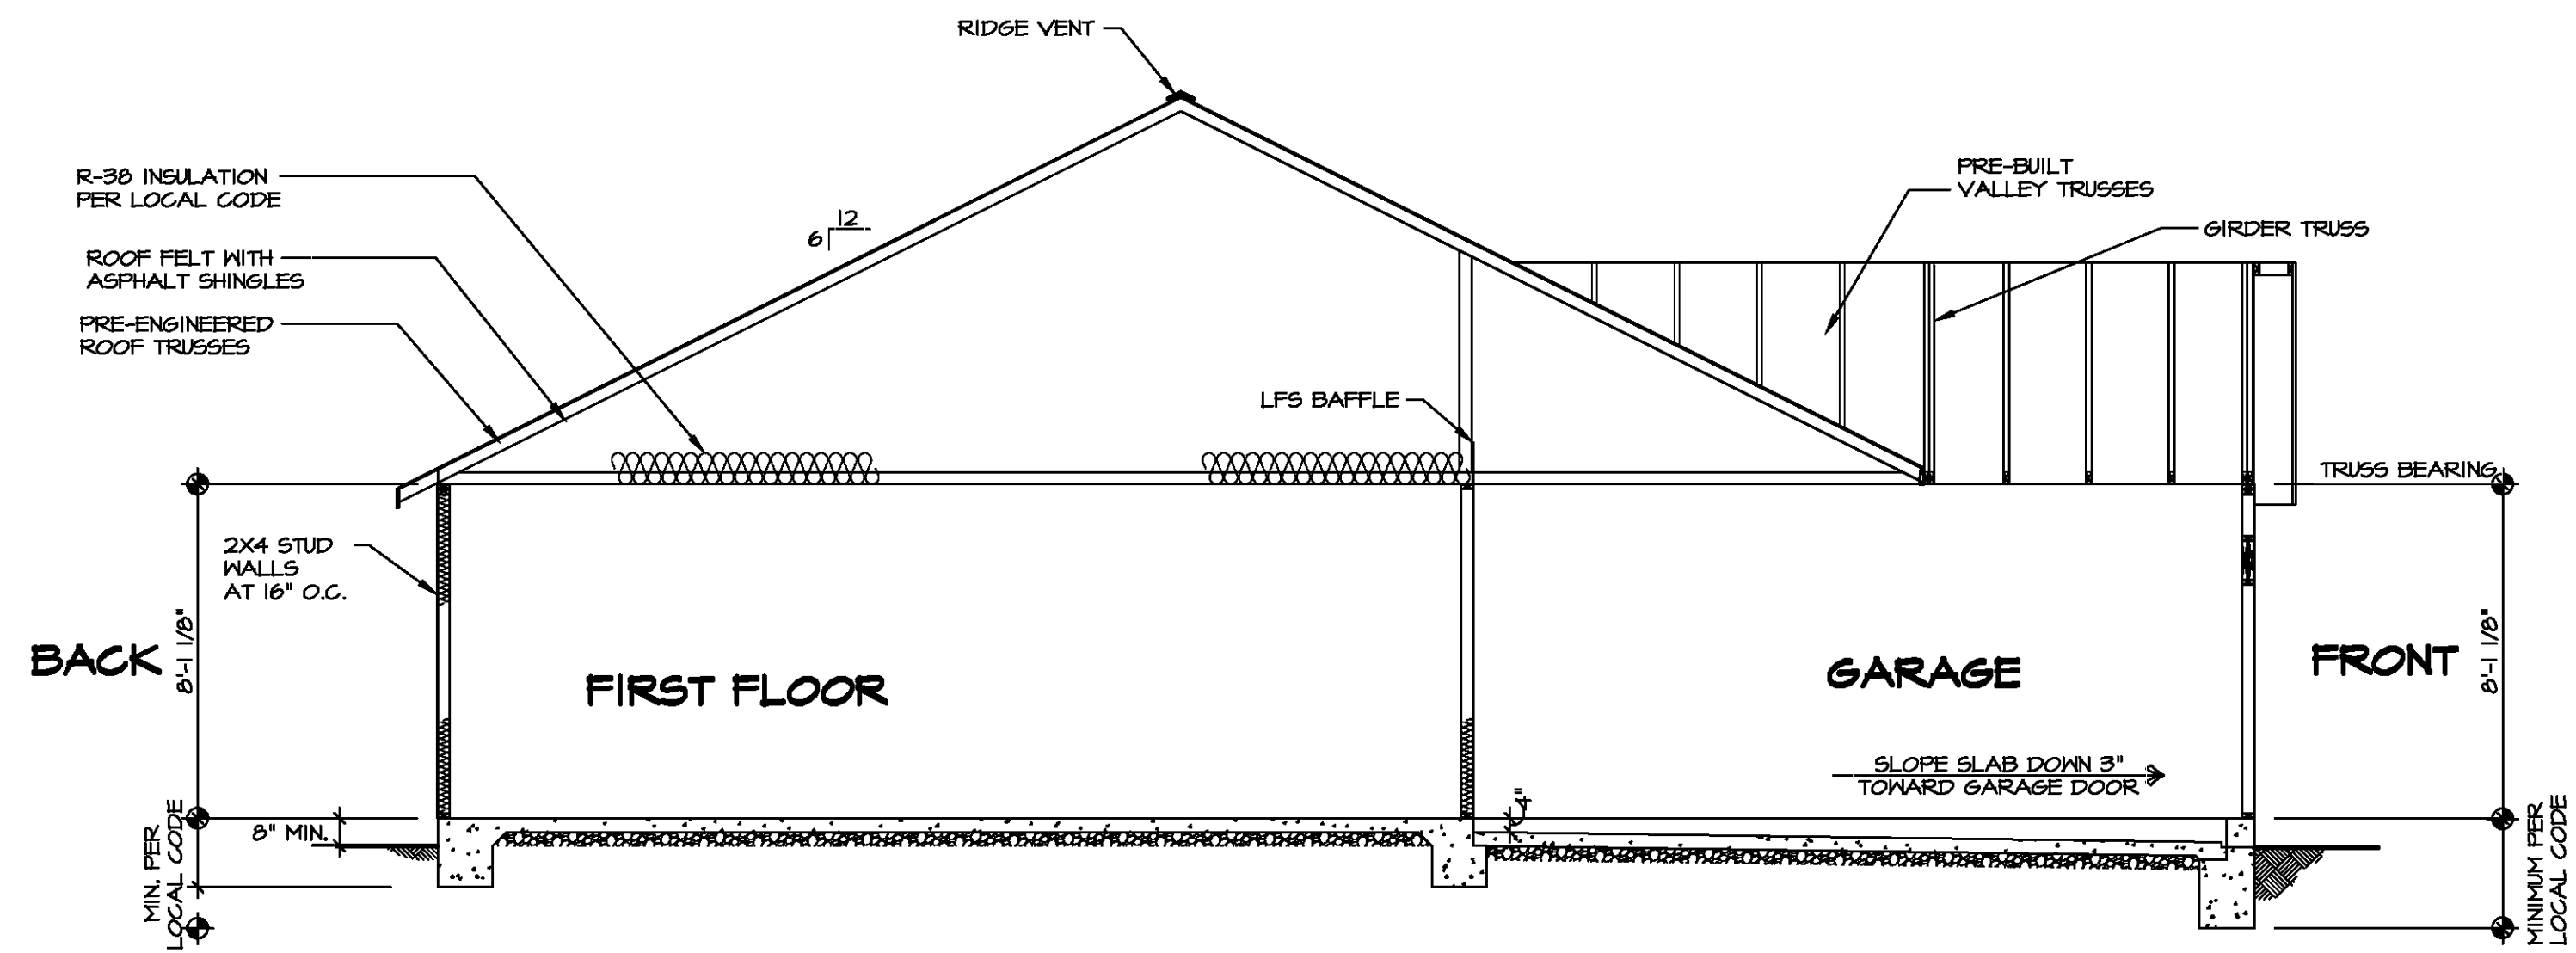 RIDGE VENT
R-38 INSULATION
PER LOCAL CODE
PRE-BUILT
VALLEY TRUSSES
12
6
GIRDER TRUSS
ROOF FELT WITH
ASPHALT SHINGLES
PRE-ENGINEERED
ROOF TRUSSES
LFS BAFFLE
TRUSS BEARING
2X4 STUD
WALLS
AT 16" O.C.
BACK
8'-1 1/8"
FIRST FLOOR
GARAGE
FRONT
8'-1 1/8"
SLOPE SLAB DOWN 3"
TOWARD GARAGE DOOR
4"
8" MIN.
MIN. PER
LOCAL CODE
MINIMUM PER
LOCAL CODE